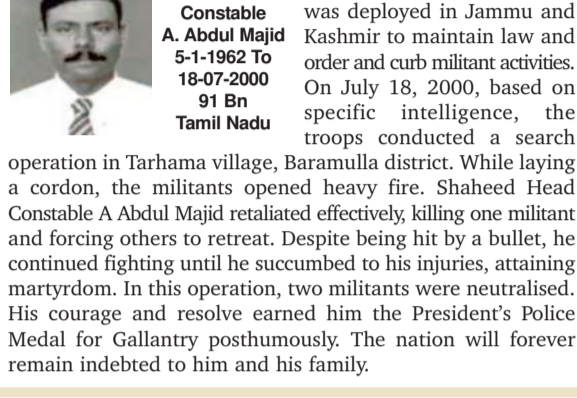 Constable
A. Abdul Majid
5-1-1962 To
18-07-2000
91 Bn
Tamil Nadu
was deployed in Jammu and
Kashmir to maintain law and
order and curb militant activities.
On July 18, 2000, based on
specific intelligence, the
troops conducted a search
operation in Tarhama village, Baramulla district. While laying
a cordon, the militants opened heavy fire. Shaheed Head
Constable A Abdul Majid retaliated effectively, killing one militant
and forcing others to retreat. Despite being hit by a bullet, he
continued fighting until he succumbed to his injuries, attaining
martyrdom. In this operation, two militants were neutralised.
His courage and resolve earned him the President's Police
Medal for Gallantry posthumously. The nation will forever
remain indebted to him and his family.